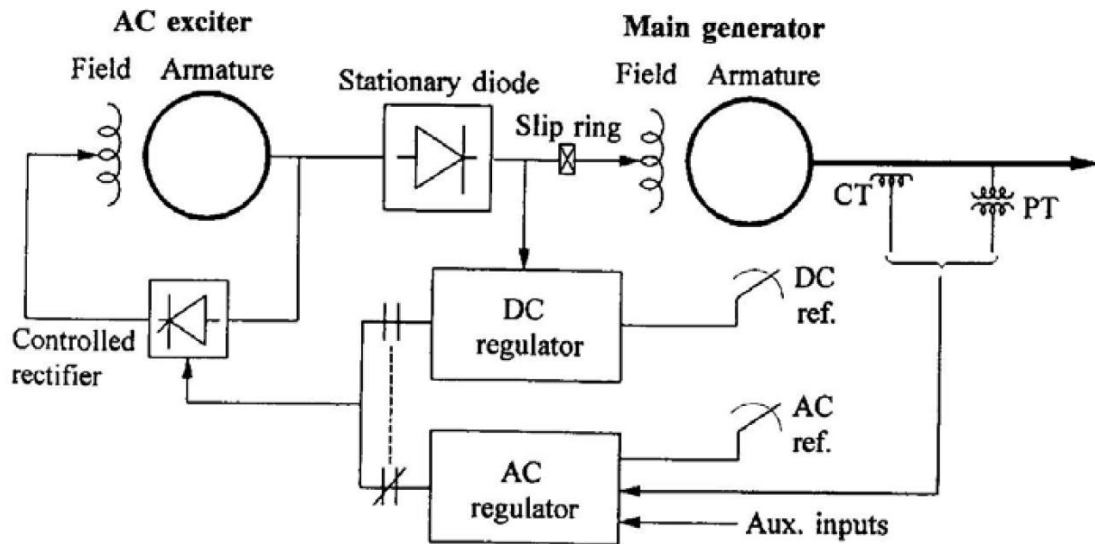 AC exciter
Main generator
Field
Armature
Stationary diode
Slip ring
Field
Armature
CT
PT
Controlled
rectifier
DC
regulator
DC
ref.
AC
regulator
AC
ref.
Aux. inputs